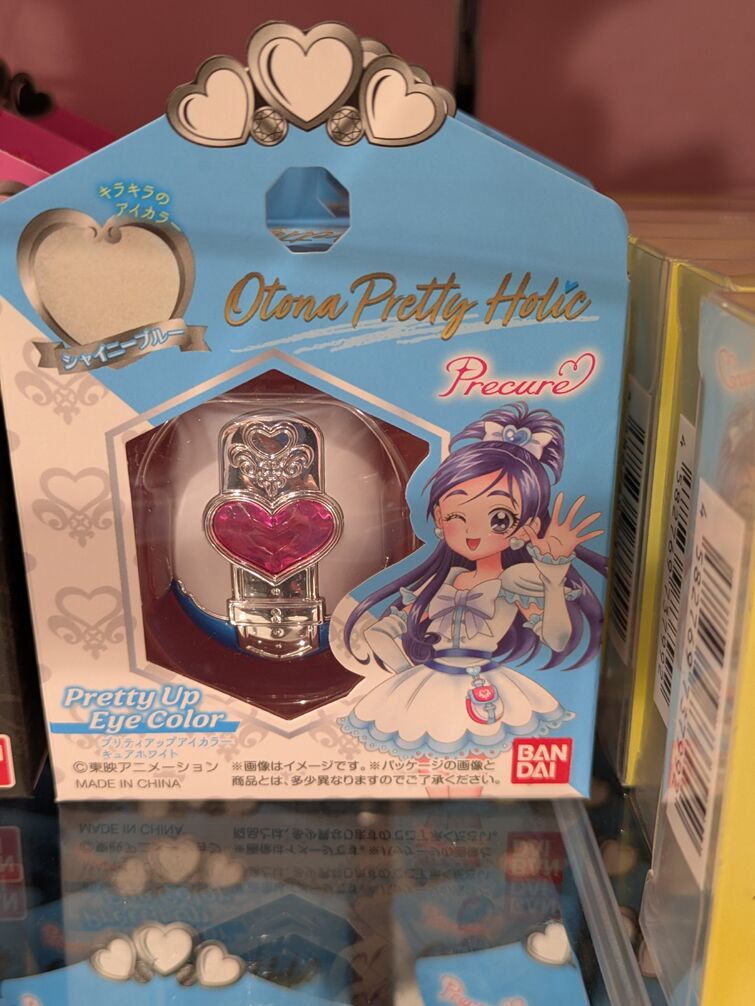 キラキラの
アイカラー
シャイニーブルー
Otona Pretty Holic
Precure
Pretty Up
Eye Color
プリティアップアイカラー
キュアホワイト
©東映アニメーション
MADE IN CHINA
※画像はイメージです。※パッケージの画像と
商品とは、多少異なりますのでご了承ください。
BAN
DAI
Precure